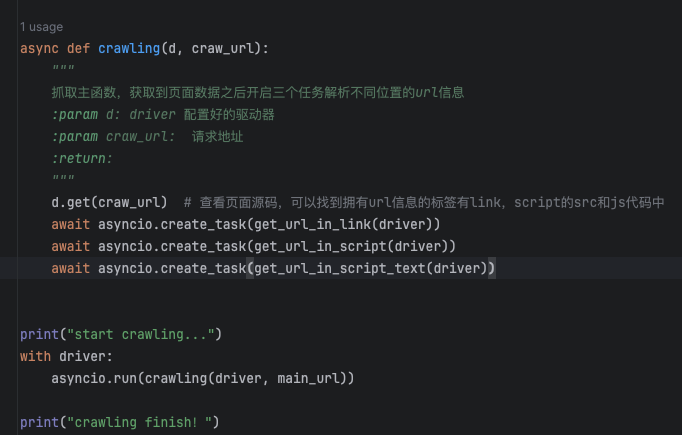 1 usage
async def crawling(d, craw_url):
"""
抓取主函数，获取到页面数据之后开启三个任务解析不同位置的url信息
:param d: driver 配置好的驱动器
:param craw_url:  请求地址
:return:
"""
d.get(craw_url)  # 查看页面源码，可以找到拥有url信息的标签有link，script的src和js代码中
await asyncio.create_task(get_url_in_link(driver))
await asyncio.create_task(get_url_in_script(driver))
await asyncio.create_task(get_url_in_script_text(driver))
print("start crawling...")
with driver:
asyncio.run(crawling(driver, main_url))
print("crawling finish！")